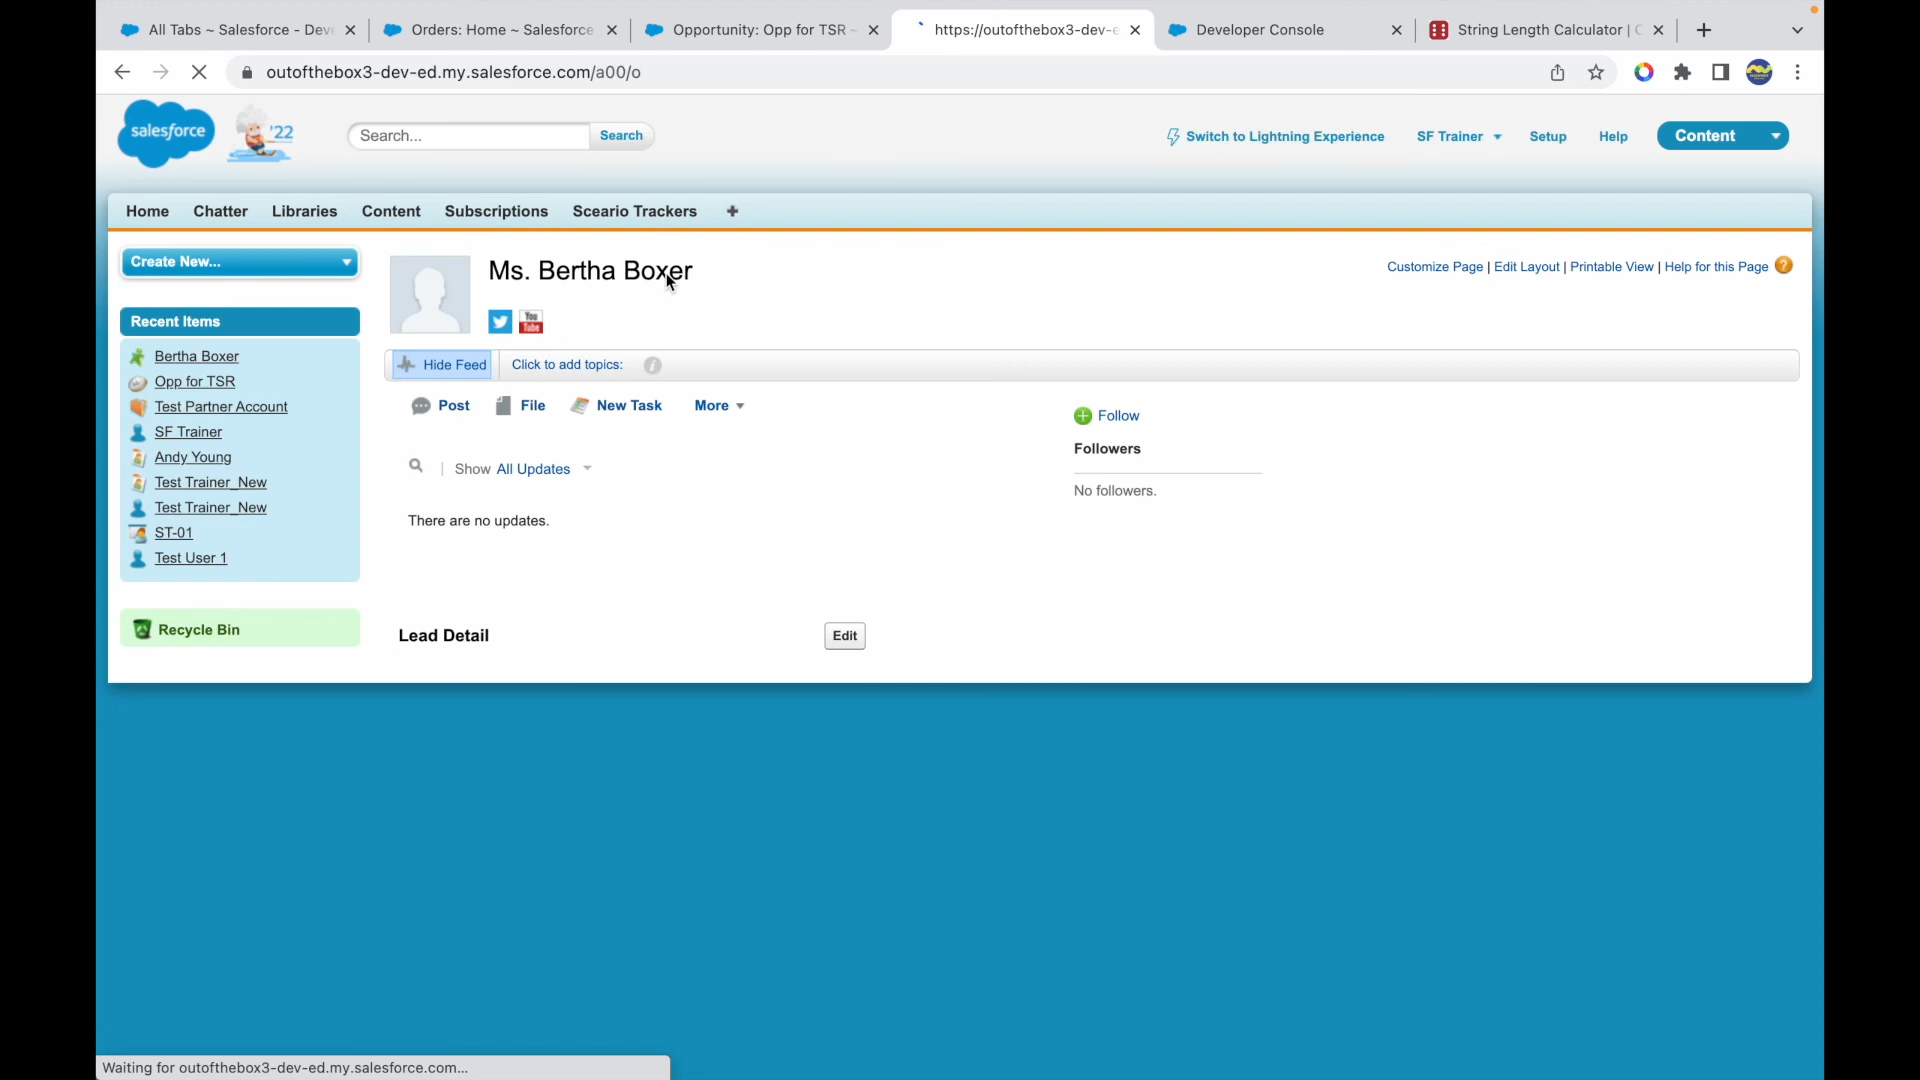 All Tabs ~ Salesforce - Dev
Orders: Home ~ Salesforce
Opportunity: Opp for TSR ~
https://outofthebox3-dev-e
Developer Console
String Length Calculator | C
outofthebox3-dev-ed.my.salesforce.com/a00/o
salesforce
'22
Search...
Search
Switch to Lightning Experience
SF Trainer
Setup
Help
Content
Home
Chatter
Libraries
Content
Subscriptions
Sceario Trackers
Create New...
Ms. Bertha Boxer
Customize Page | Edit Layout | Printable View | Help for this Page ?
You Tube
Recent Items
Bertha Boxer
Opp for TSR
Test Partner Account
SF Trainer
Andy Young
Test Trainer_New
Test Trainer_New
ST-01
Test User 1
Recycle Bin
Hide Feed
Click to add topics:
Post
File
New Task
More
Show All Updates
There are no updates.
Follow
Followers
No followers.
Lead Detail
Edit
Waiting for outofthebox3-dev-ed.my.salesforce.com...